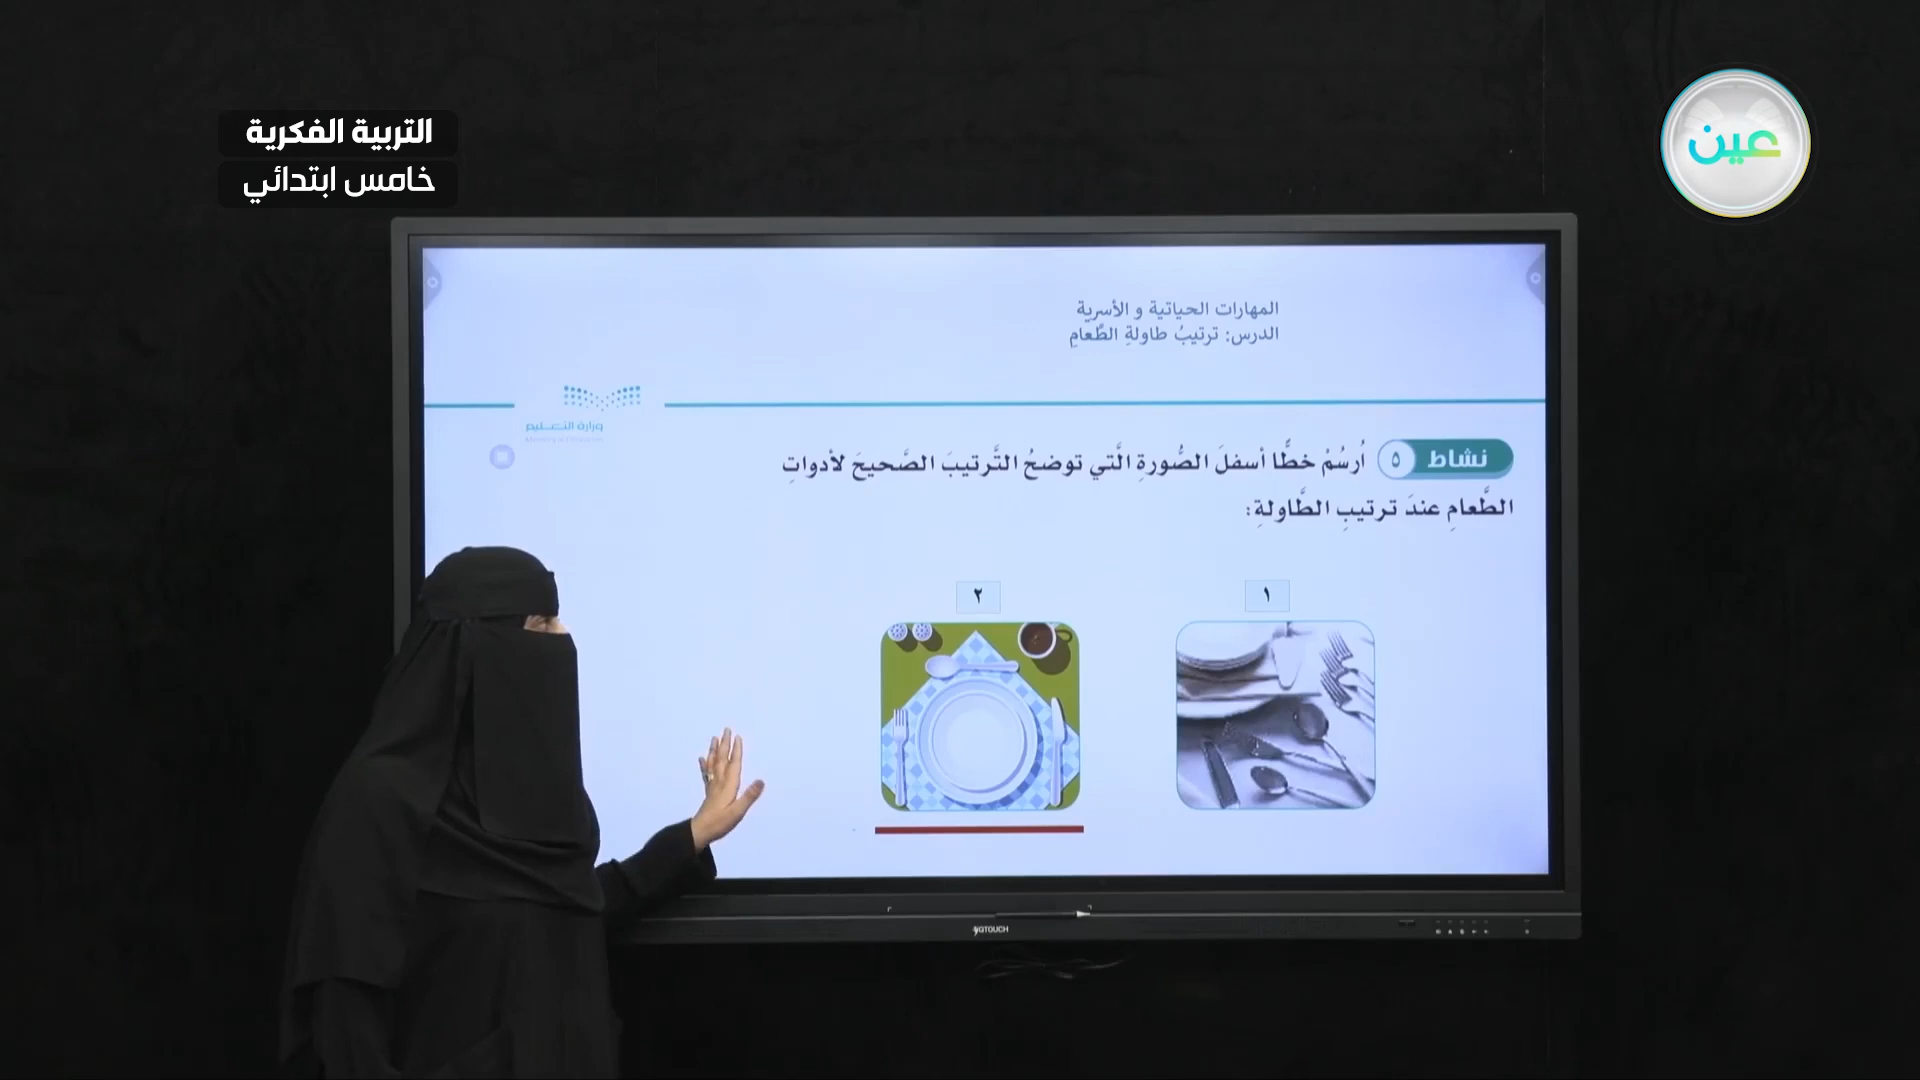 التربية الفكرية
خامس ابتدائي
عين
المهارات الحياتية و الأسرية
الدرس: ترتيبُ طاولةِ الطَّعامِ
وزارة التعليم
نشاط ٥ اُرسُمْ خطًّا أسفلَ الصُّورةِ الَّتي توضحُ التَّرتيبَ الصَّحيحَ لأدواتِ
الطَّعامِ عندَ ترتيبِ الطَّاولةِ:
١
٢